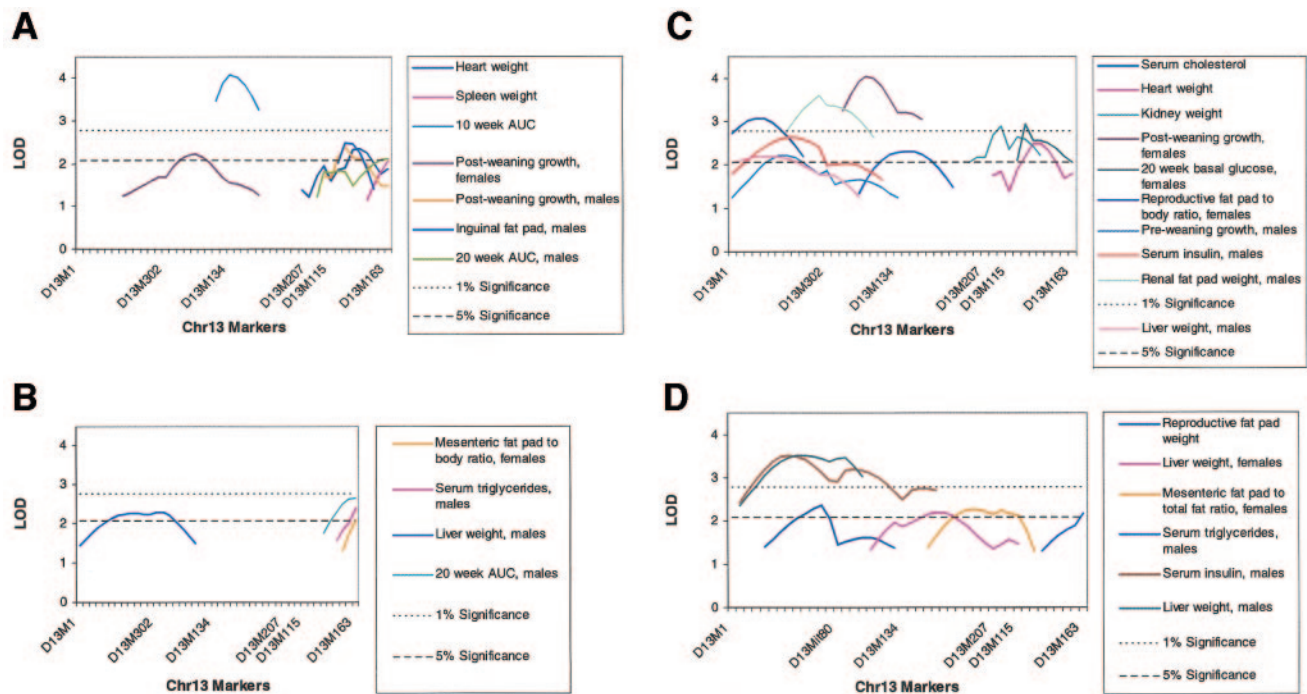 A
LOD
4
3
2
1
0
D13M1
D13M302
D13M134
D13M207
D13M115
D13M163
Chr13 Markers
Heart weight
Spleen weight
10 week AUC
Post-weaning growth,
females
Post-weaning growth, males
Inguinal fat pad, males
20 week AUC, males
1% Significance
5% Significance
C
LOD
4
3
2
1
0
D13M1
D13M302
D13M134
D13M207
D13M115
D13M163
Chr13 Markers
Serum cholesterol
Heart weight
Kidney weight
Post-weaning growth,
females
20 week basal glucose,
females
Reproductive fat pad
to body ratio, females
Pre-weaning growth, males
Serum insulin, males
Renal fat pad weight, males
1% Significance
Liver weight, males
5% Significance
B
LOD
4
3
2
1
0
D13M1
D13M302
D13M134
D13M207
D13M115
D13M163
Chr13 Markers
Mesenteric fat pad to
body ratio, females
Serum triglycerides,
males
Liver weight, males
20 week AUC, males
1% Significance
5% Significance
D
LOD
4
3
2
1
0
D13M1
D13Mit80
D13M134
D13M207
D13M115
D13M163
Chr13 Markers
Reproductive fat pad
weight
Liver weight, females
Mesenteric fat pad to
total fat ratio, females
Serum triglycerides,
males
Serum insulin, males
Liver weight, males
1% Significance
5% Significance